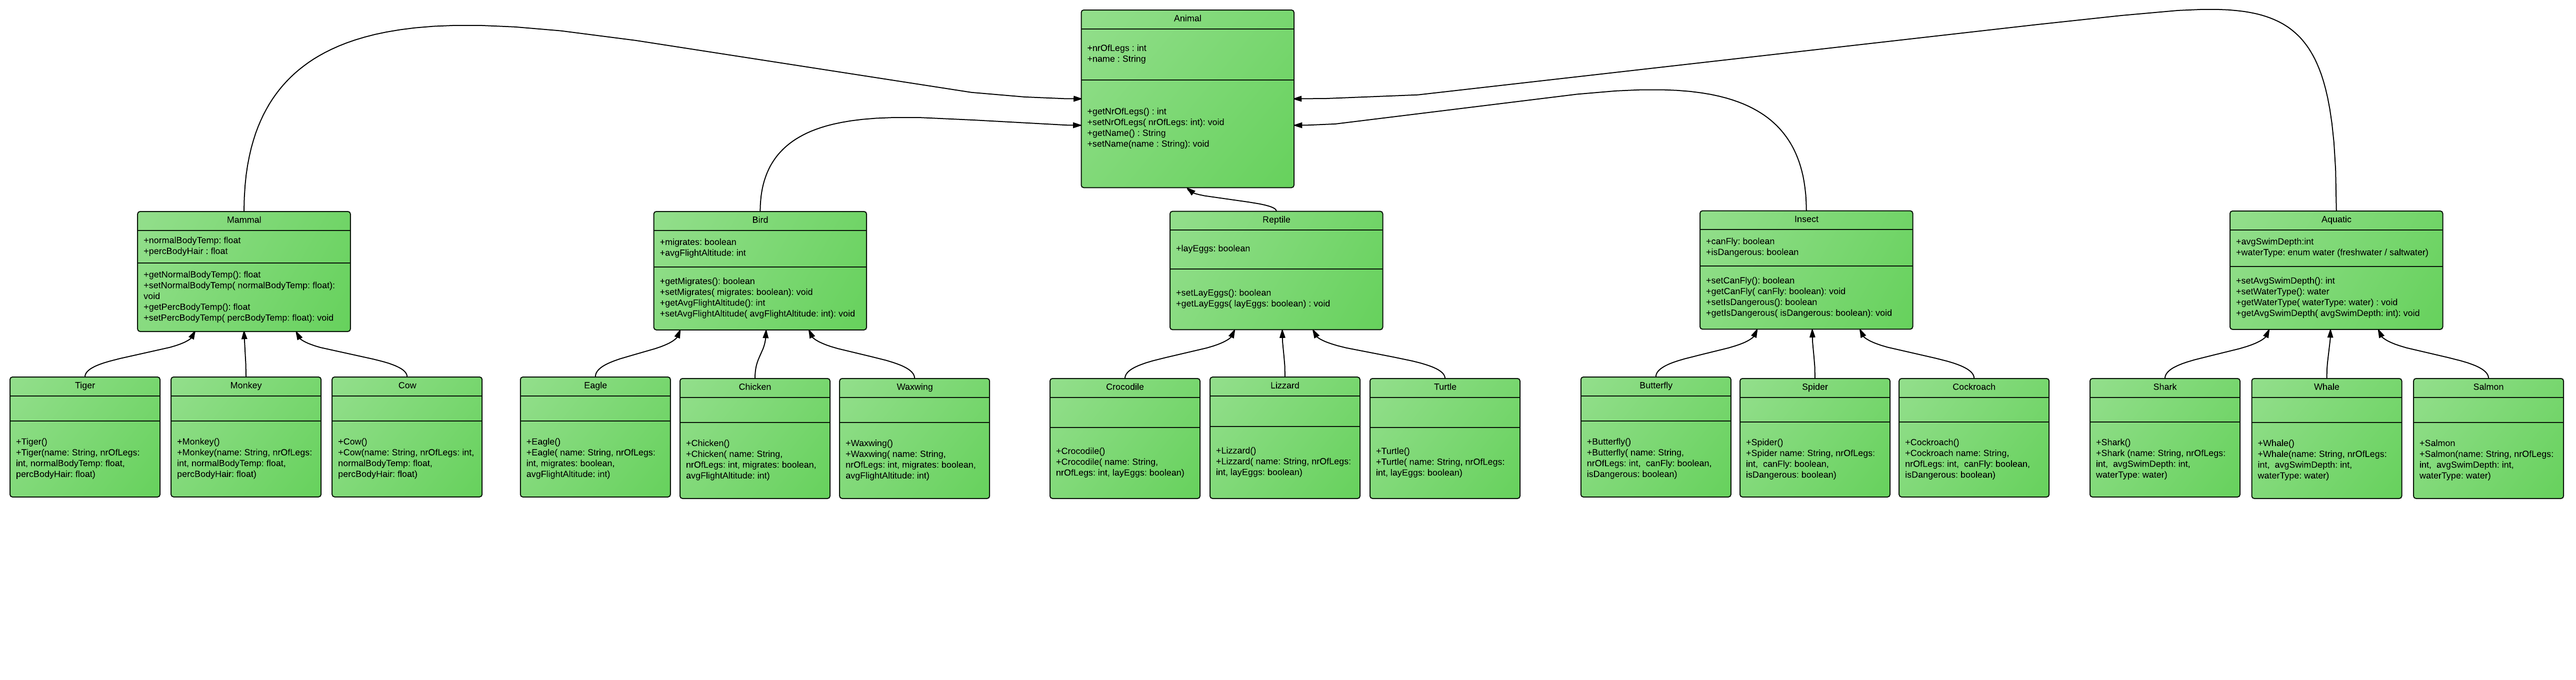 Animal
+nrOfLegs : int
+name : String
+getNrOfLegs() : int
+setNrOfLegs( nrOfLegs: int): void
+getName() : String
+setName(name : String): void
Mammal
+normalBodyTemp: float
+percBodyHair : float
+getNormalBodyTemp(): float
+setNormalBodyTemp( normalBodyTemp: float):
void
+getPercBodyTemp(): float
+setPercBodyTemp( percBodyTemp: float): void
Bird
+migrates: boolean
+avgFlightAltitude: int
+getMigrates(): boolean
+setMigrates( migrates: boolean): void
+getAvgFlightAltitude(): int
+setAvgFlightAltitude( avgFlightAltitude: int): void
Reptile
+layEggs: boolean
+setLayEggs(): boolean
+getLayEggs( layEggs: boolean) : void
Insect
+canFly: boolean
+isDangerous: boolean
+setCanFly(): boolean
+getCanFly( canFly: boolean): void
+setIsDangerous(): boolean
+getIsDangerous( isDangerous: boolean): void
Aquatic
+avgSwimDepth:int
+waterType: enum water (freshwater / saltwater)
+setAvgSwimDepth(): int
+setWaterType(): water
+getWaterType( waterType: water) : void
+getAvgSwimDepth( avgSwimDepth: int): void
Tiger
+Tiger()
+Tiger(name: String, nrOfLegs:
int, normalBodyTemp: float,
percBodyHair: float)
Monkey
+Monkey()
+Monkey(name: String, nrOfLegs:
int, normalBodyTemp: float,
percBodyHair: float)
Cow
+Cow()
+Cow(name: String, nrOfLegs: int,
normalBodyTemp: float,
percBodyHair: float)
Eagle
+Eagle()
+Eagle( name: String, nrOfLegs:
int, migrates: boolean,
avgFlightAltitude: int)
Chicken
+Chicken()
+Chicken( name: String,
nrOfLegs: int, migrates: boolean,
avgFlightAltitude: int)
Waxwing
+Waxwing()
+Waxwing( name: String,
nrOfLegs: int, migrates: boolean,
avgFlightAltitude: int)
Crocodile
+Crocodile()
+Crocodile( name: String,
nrOfLegs: int, layEggs: boolean)
Lizzard
+Lizzard()
+Lizzard( name: String, nrOfLegs:
int, layEggs: boolean)
Turtle
+Turtle()
+Turtle( name: String, nrOfLegs:
int, layEggs: boolean)
Butterfly
+Butterfly()
+Butterfly( name: String,
nrOfLegs: int,  canFly: boolean,
isDangerous: boolean)
Spider
+Spider()
+Spider name: String, nrOfLegs:
int,  canFly: boolean,
isDangerous: boolean)
Cockroach
+Cockroach()
+Cockroach name: String,
nrOfLegs: int,  canFly: boolean,
isDangerous: boolean)
Shark
+Shark()
+Shark (name: String, nrOfLegs:
int,  avgSwimDepth: int,
waterType: water)
Whale
+Whale()
+Whale(name: String, nrOfLegs:
int,  avgSwimDepth: int,
waterType: water)
Salmon
+Salmon
+Salmon(name: String, nrOfLegs:
int,  avgSwimDepth: int,
waterType: water)